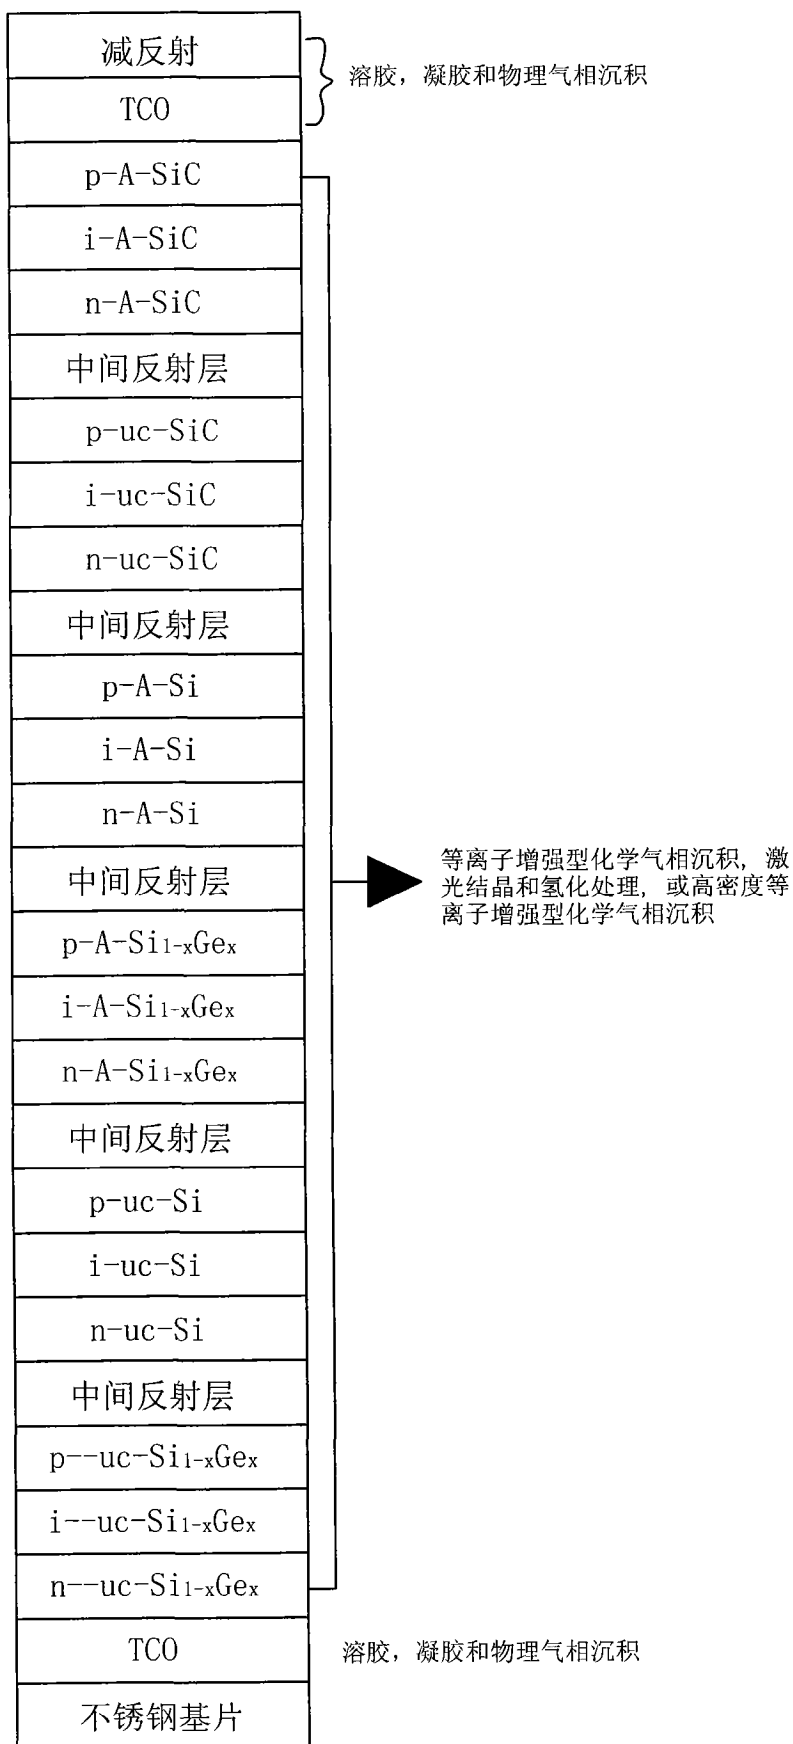 减反射
溶胶，凝胶和物理气相沉积
TCO
p-A-SiC
i-A-SiC
n-A-SiC
中间反射层
p-uc-SiC
i-uc-SiC
n-uc-SiC
中间反射层
p-A-Si
i-A-Si
n-A-Si
中间反射层
等离子增强型化学气相沉积, 激
光结晶和氢化处理, 或高密度等
离子增强型化学气相沉积
p-A-Si1-xGex
i-A-Si1-xGex
n-A-Si1-xGex
中间反射层
p-uc-Si
i-uc-Si
n-uc-Si
中间反射层
p--uc-Si1-xGex
i--uc-Si1-xGex
n--uc-Si1-xGex
TCO
溶胶，凝胶和物理气相沉积
不锈钢基片